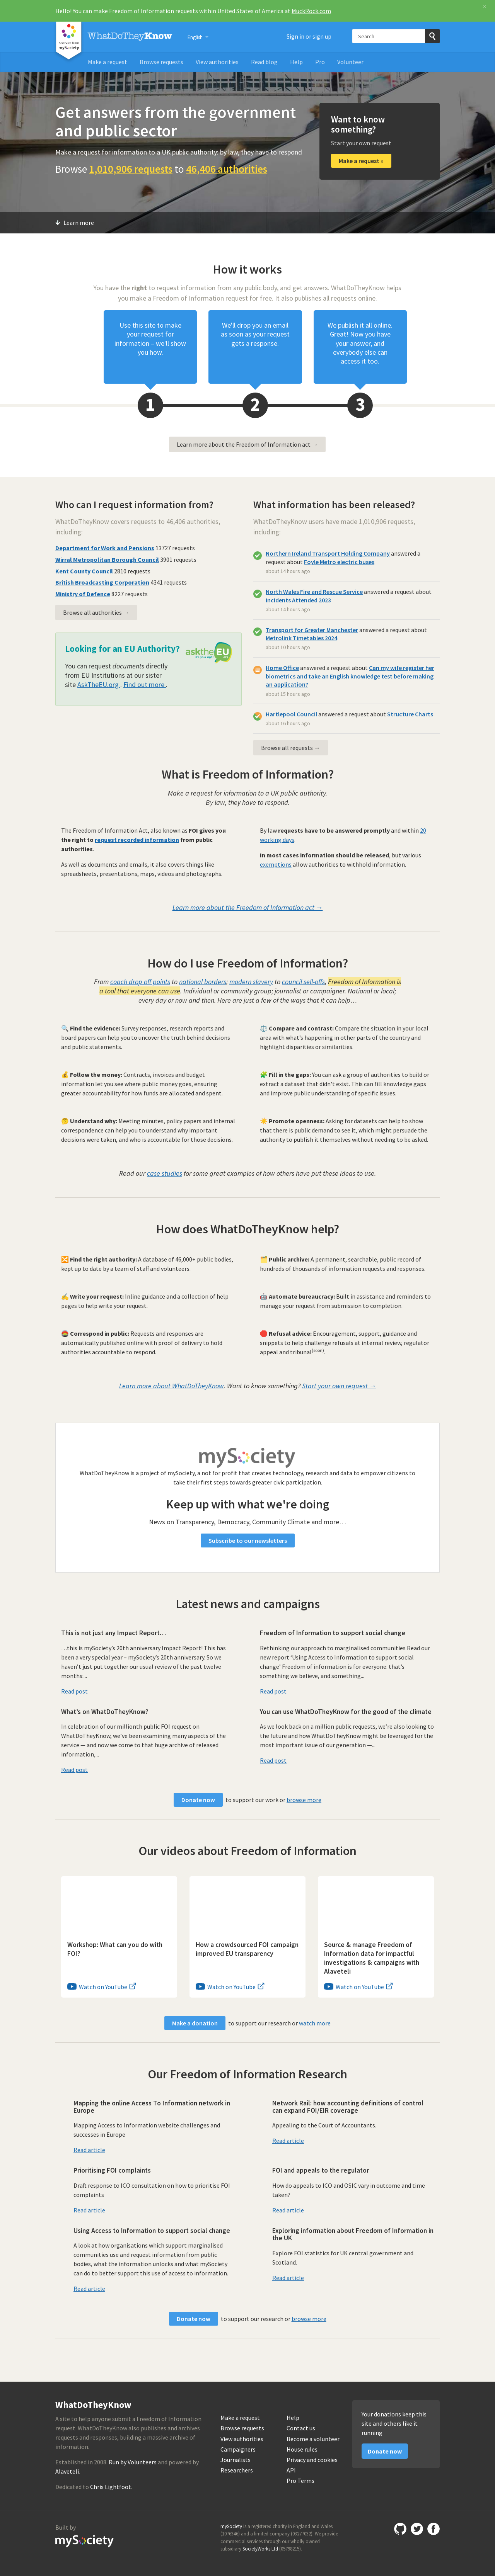 Hello! You can make Freedom of Information requests within United States of America at MuckRock.com
×
WhatDoTheyKnow
English
Sign in or sign up
Search
Make a request
Browse requests
View authorities
Read blog
Help
Pro
Volunteer
Get answers from the government
and public sector
Make a request for information to a UK public authority: by law, they have to respond
Browse 1,010,906 requests to 46,406 authorities
Want to know
something?
Start your own request
Make a request »
Learn more
How it works
You have the right to request information from any public body, and get answers. WhatDoTheyKnow helps
you make a Freedom of Information request for free. It also publishes all requests online.
Use this site to make
your request for
information – we'll show
you how.
We'll drop you an email
as soon as your request
gets a response.
We publish it all online.
Great! Now you have
your answer, and
everybody else can
access it too.
1
2
3
Learn more about the Freedom of Information act →
Who can I request information from?
WhatDoTheyKnow covers requests to 46,406 authorities,
including:
Department for Work and Pensions 13727 requests
Wirral Metropolitan Borough Council 3901 requests
Kent County Council 2810 requests
British Broadcasting Corporation 4341 requests
Ministry of Defence 8227 requests
Browse all authorities →
Looking for an EU Authority?
asktheEU
You can request documents directly
from EU Institutions at our sister
site AskTheEU.org . Find out more .
What information has been released?
WhatDoTheyKnow users have made 1,010,906 requests,
including:
Northern Ireland Transport Holding Company answered a
request about Foyle Metro electric buses
about 14 hours ago
North Wales Fire and Rescue Service answered a request about
Incidents Attended 2023
about 14 hours ago
Transport for Greater Manchester answered a request about
Metrolink Timetables 2024
about 10 hours ago
Home Office answered a request about Can my wife register her
biometrics and take an English knowledge test before making
an application?
about 15 hours ago
Hartlepool Council answered a request about Structure Charts
about 16 hours ago
Browse all requests →
What is Freedom of Information?
Make a request for information to a UK public authority.
By law, they have to respond.
The Freedom of Information Act, also known as FOI gives you
the right to request recorded information from public
authorities.
As well as documents and emails, it also covers things like
spreadsheets, presentations, maps, videos and photographs.
By law requests have to be answered promptly and within 20
working days.
In most cases information should be released, but various
exemptions allow authorities to withhold information.
Learn more about the Freedom of Information act →
How do I use Freedom of Information?
From coach drop off points to national borders; modern slavery to council sell-offs, Freedom of Information is
a tool that everyone can use. Individual or community group; journalist or campaigner. National or local;
every day or now and then. Here are just a few of the ways that it can help…
🔍 Find the evidence: Survey responses, research reports and
board papers can help you to uncover the truth behind decisions
and public statements.
⚖️ Compare and contrast: Compare the situation in your local
area with what's happening in other parts of the country and
highlight disparities or similarities.
💰 Follow the money: Contracts, invoices and budget
information let you see where public money goes, ensuring
greater accountability for how funds are allocated and spent.
🧩 Fill in the gaps: You can ask a group of authorities to build or
extract a dataset that didn't exist. This can fill knowledge gaps
and improve public understanding of specific issues.
🤔 Understand why: Meeting minutes, policy papers and internal
correspondence can help you to understand why important
decisions were taken, and who is accountable for those decisions.
☀️ Promote openness: Asking for datasets can help to show
that there is public demand to see it, which might persuade the
authority to publish it themselves without needing to be asked.
Read our case studies for some great examples of how others have put these ideas to use.
How does WhatDoTheyKnow help?
🔀 Find the right authority: A database of 46,000+ public bodies,
kept up to date by a team of staff and volunteers.
🗂️ Public archive: A permanent, searchable, public record of
hundreds of thousands of information requests and responses.
✍️ Write your request: Inline guidance and a collection of help
pages to help write your request.
🤖 Automate bureaucracy: Built in assistance and reminders to
manage your request from submission to completion.
Correspond in public: Requests and responses are
automatically published online with proof of delivery to hold
authorities accountable to respond.
🛑 Refusal advice: Encouragement, support, guidance and
snippets to help challenge refusals at internal review, regulator
appeal and tribunal[soon].
Learn more about WhatDoTheyKnow. Want to know something? Start your own request →
mySociety
WhatDoTheyKnow is a project of mySociety, a not for profit that creates technology, research and data to empower citizens to
take their first steps towards greater civic participation.
Keep up with what we're doing
News on Transparency, Democracy, Community Climate and more…
Subscribe to our newsletters
Latest news and campaigns
This is not just any Impact Report…
…this is mySociety's 20th anniversary Impact Report! This has
been a very special year – mySociety's 20th anniversary. So we
haven't just put together our usual review of the past twelve
months:...
Read post
Freedom of Information to support social change
Rethinking our approach to marginalised communities Read our
new report 'Using Access to Information to support social
change' Freedom of information is for everyone: that's
something we believe, and something...
Read post
What's on WhatDoTheyKnow?
In celebration of our millionth public FOI request on
WhatDoTheyKnow, we've been examining many aspects of the
service — and now we come to that huge archive of released
information,...
Read post
You can use WhatDoTheyKnow for the good of the climate
As we look back on a million public requests, we're also looking to
the future and how WhatDoTheyKnow might be leveraged for the
most important issue of our generation —...
Read post
Donate now to support our work or browse more
Our videos about Freedom of Information
Workshop: What can you do with
FOI?
Watch on YouTube
How a crowdsourced FOI campaign
improved EU transparency
Watch on YouTube
Source & manage Freedom of
Information data for impactful
investigations & campaigns with
Alaveteli
Watch on YouTube
Make a donation to support our research or watch more
Our Freedom of Information Research
Mapping the online Access To Information network in
Europe
Mapping Access to Information website challenges and
successes in Europe
Read article
Network Rail: how accounting definitions of control
can expand FOI/EIR coverage
Appealing to the Court of Accountants.
Read article
Prioritising FOI complaints
Draft response to ICO consultation on how to prioritise FOI
complaints
Read article
FOI and appeals to the regulator
How do appeals to ICO and OSIC vary in outcome and time
taken?
Read article
Using Access to Information to support social change
A look at how organisations which support marginalised
communities use and request information from public
bodies, what the information unlocks and what mySociety
can do to better support this use of access to information.
Read article
Exploring information about Freedom of Information in
the UK
Explore FOI statistics for UK central government and
Scotland.
Read article
Donate now to support our research or browse more
WhatDoTheyKnow
A site to help anyone submit a Freedom of Information
request. WhatDoTheyKnow also publishes and archives
requests and responses, building a massive archive of
information.
Established in 2008. Run by Volunteers and powered by
Alaveteli.
Dedicated to Chris Lightfoot.
Make a request
Browse requests
View authorities
Campaigners
Journalists
Researchers
Help
Contact us
Become a volunteer
House rules
Privacy and cookies
API
Pro Terms
Your donations keep this
site and others like it
running
Donate now
Built by
mySociety
mySociety is a registered charity in England and Wales
(1076346) and a limited company (03277032). We provide
commercial services through our wholly owned
subsidiary SocietyWorks Ltd (05798215).